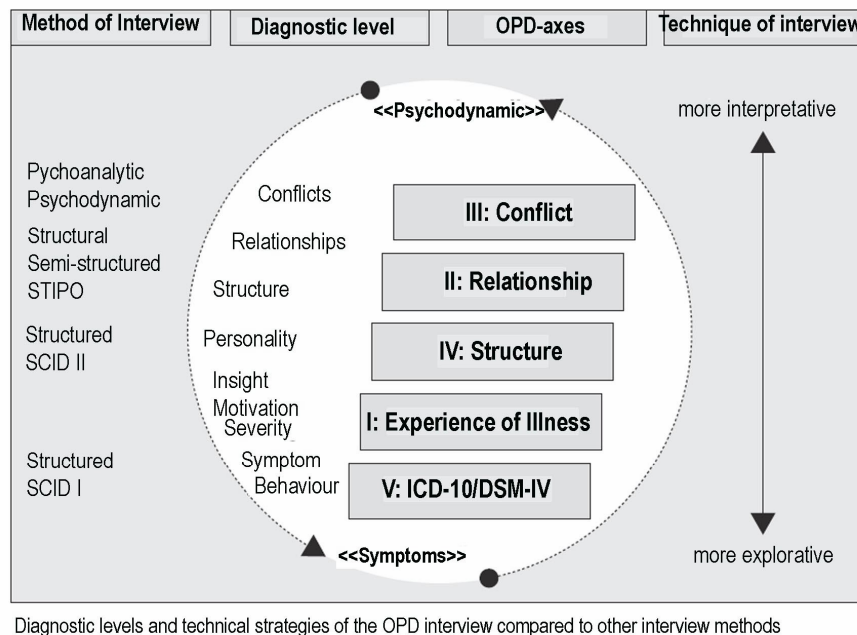 Method of Interview
Diagnostic level
OPD-axes
Technique of interview
<<Psychodynamic>>
more interpretative
Pychoanalytic
Psychodynamic
Structural
Semi-structured
STIPO
Structured
SCID II
Structured
SCID I
Conflicts
Relationships
Structure
Personality
Insight
Motivation
Severity
Symptom
Behaviour
III: Conflict
II: Relationship
IV: Structure
I: Experience of Illness
V: ICD-10/DSM-IV
<<Symptoms>>
more explorative
Diagnostic levels and technical strategies of the OPD interview compared to other interview methods